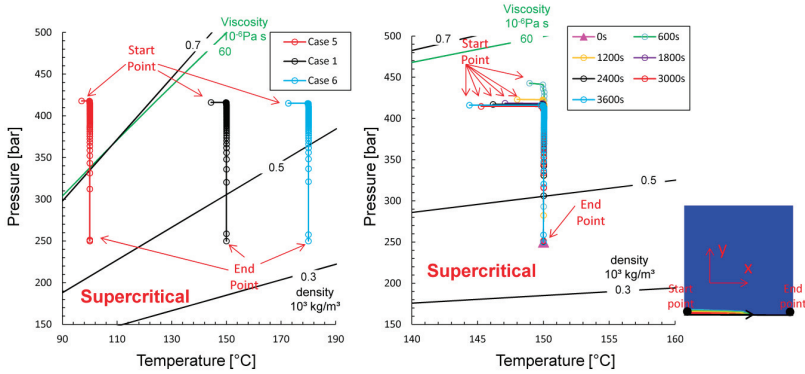 Viscosity
10⁻⁶Pa s
60
0.7
Start
Point
Case 5
Case 1
Case 6
500
450
400
350
300
250
200
150
Pressure [bar]
0.5
End
Point
Supercritical
0.3
density
10³ kg/m³
90
110
130
150
170
190
Temperature [°C]
0.7
Viscosity
10⁻⁶Pa s
60
Start
Point
0s
600s
1200s
1800s
2400s
3000s
3600s
500
450
400
350
300
250
200
150
Pressure [bar]
0.5
End
Point
Supercritical
density
10³ kg/m³
0.3
140
145
150
155
160
Temperature [°C]
y
x
Start
point
End
point